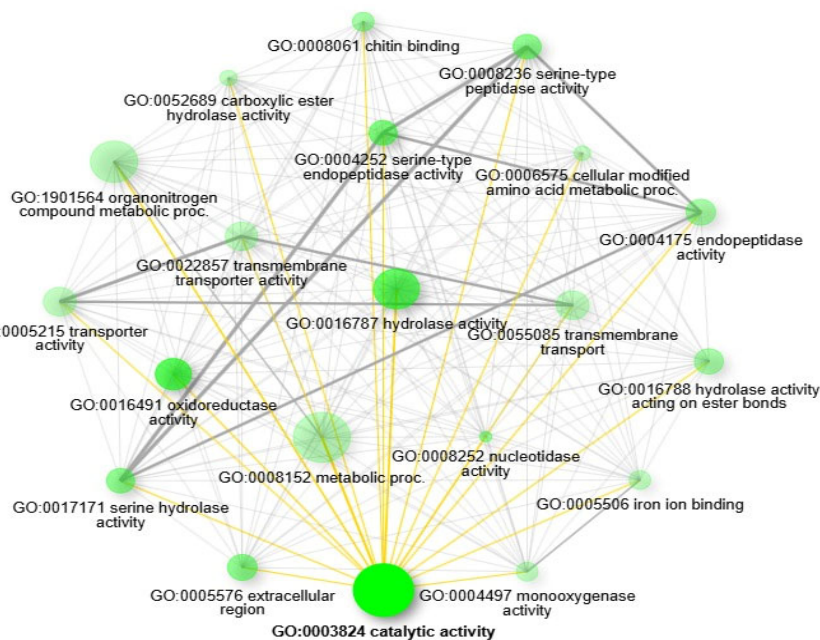 GO:0008061 chitin binding
GO:0008236 serine-type
peptidase activity
GO:0052689 carboxylic ester
hydrolase activity
GO:0004252 serine-type
endopeptidase activity
GO:0006575 cellular modified
amino acid metabolic proc.
GO:1901564 organonitrogen
compound metabolic proc.
GO:0004175 endopeptidase
activity
GO:0022857 transmembrane
transporter activity
:0005215 transporter
activity
GO:0016787 hydrolase activity
GO:0055085 transmembrane
transport
GO:0016788 hydrolase activity
acting on ester bonds
GO:0016491 oxidoreductase
activity
GO:0008152 metabolic proc.
GO:0008252 nucleotidase
activity
GO:0017171 serine hydrolase
activity
GO:0005506 iron ion binding
GO:0005576 extracellular
region
GO:0004497 monooxygenase
activity
GO:0003824 catalytic activity